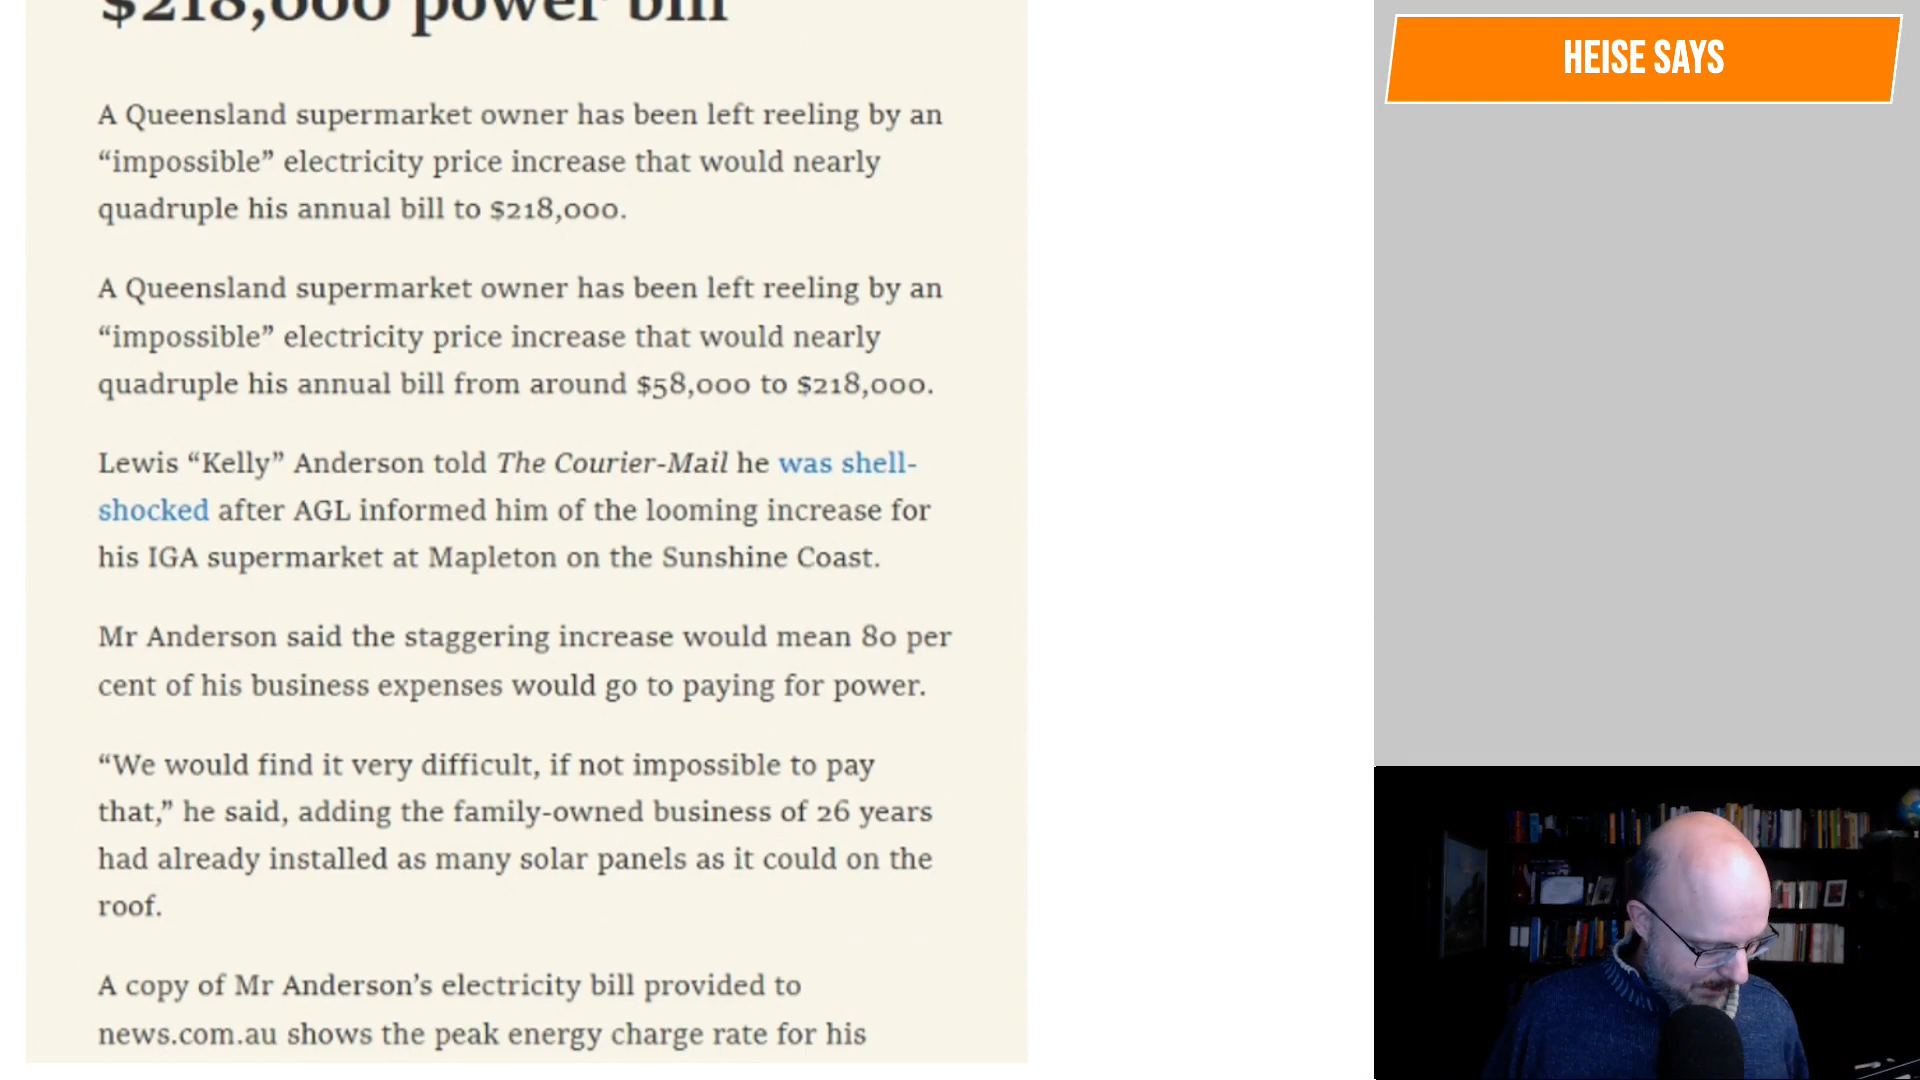 $218,000 power bill
A Queensland supermarket owner has been left reeling by an
“impossible” electricity price increase that would nearly
quadruple his annual bill to $218,000.
A Queensland supermarket owner has been left reeling by an
“impossible” electricity price increase that would nearly
quadruple his annual bill from around $58,000 to $218,000.
Lewis “Kelly” Anderson told The Courier-Mail he was shell-
shocked after AGL informed him of the looming increase for
his IGA supermarket at Mapleton on the Sunshine Coast.
Mr Anderson said the staggering increase would mean 80 per
cent of his business expenses would go to paying for power.
“We would find it very difficult, if not impossible to pay
that,” he said, adding the family-owned business of 26 years
had already installed as many solar panels as it could on the
roof.
A copy of Mr Anderson’s electricity bill provided to
news.com.au shows the peak energy charge rate for his
HEISE SAYS